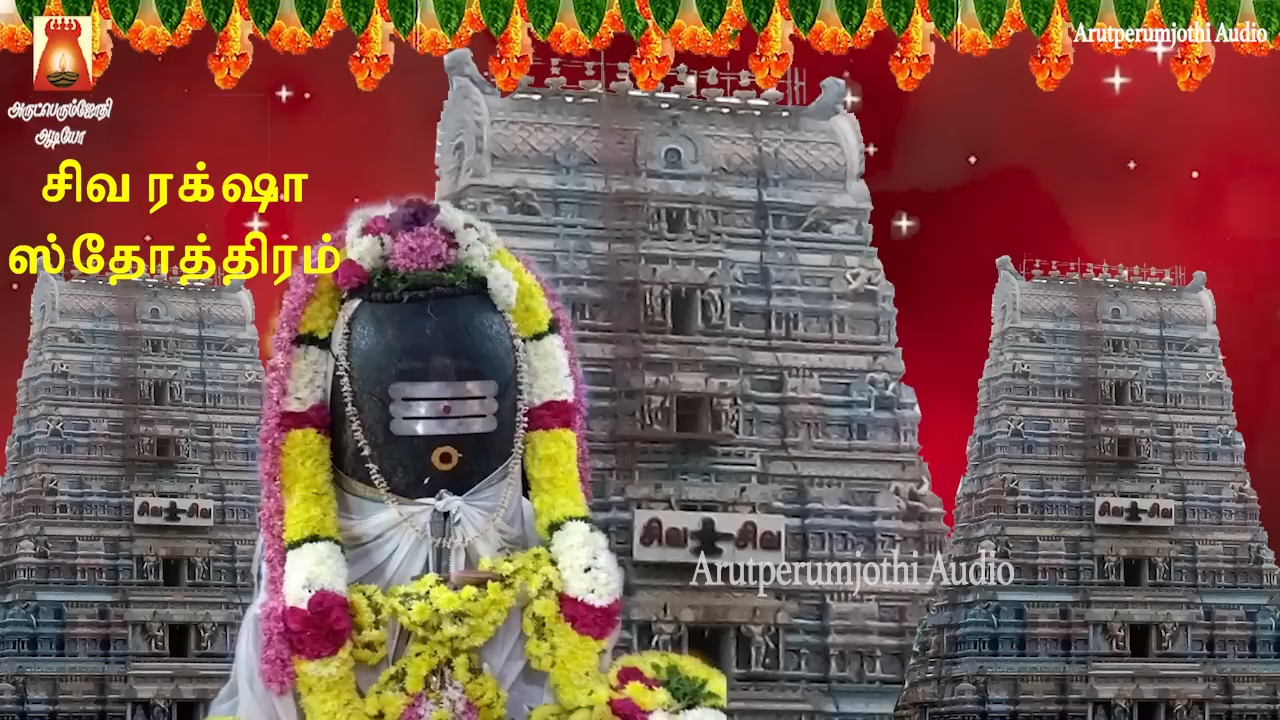 Arutperumjothi Audio
அருட்பெரும்ஜோதி
ஆடியோ
சிவ ரக்ஷா
ஸ்தோத்திரம்
சிவ சிவ
சிவ சிவ
சிவ சிவ
Arutperumjothi Audio